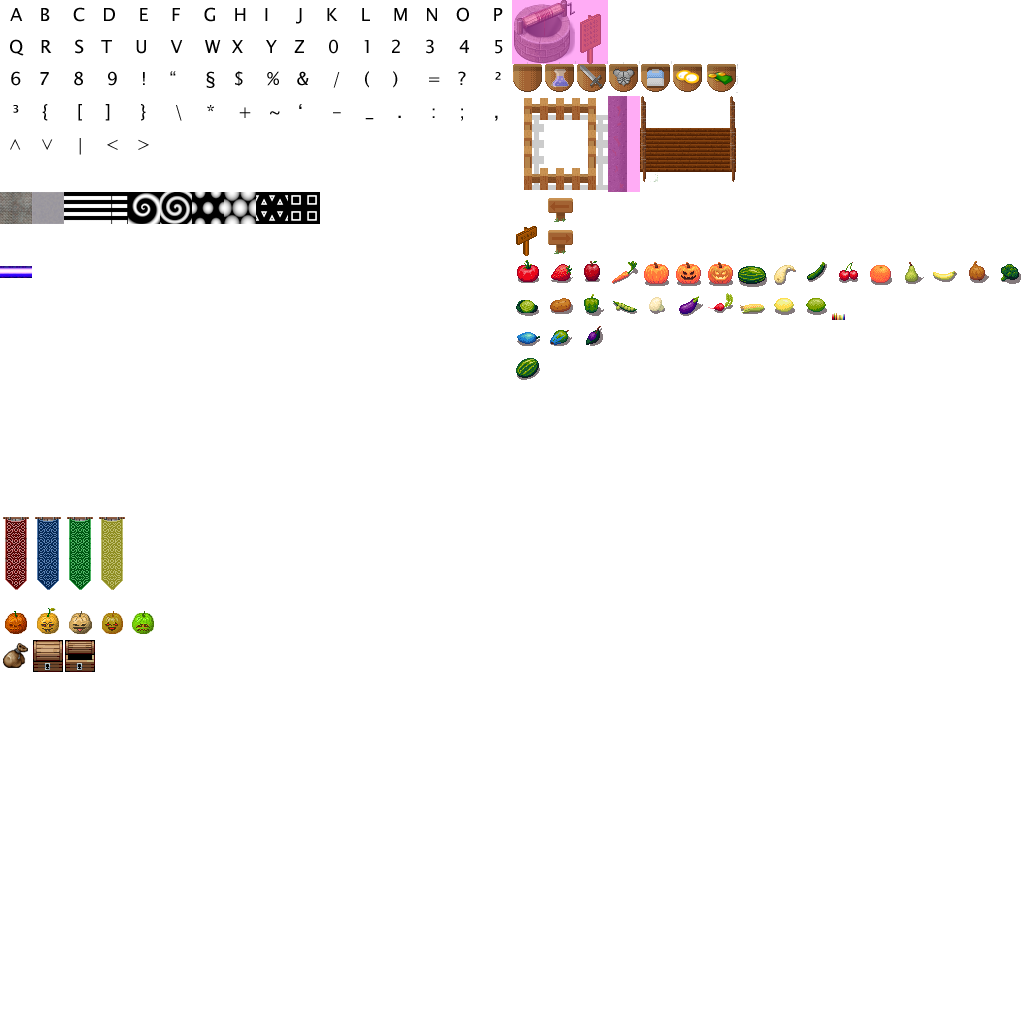 A B C D E F G H I J K L M N O P
Q R S T U V W X Y Z 0 1 2 3 4 5
6 7 8 9 ! “ § $ % & / ( ) = ? ²
³ { [ ] } \ * + ~ ‘ – _ . : ; ,
^ v | < >